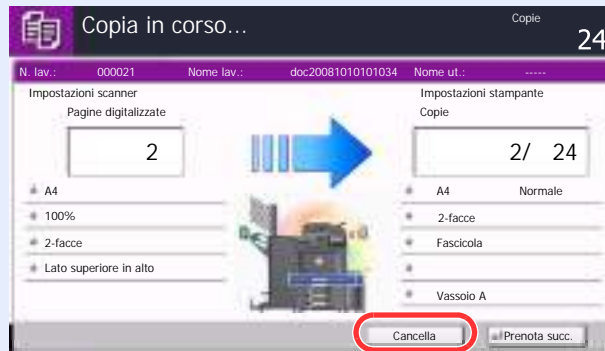 Copia in corso...
Copie
24
N. lav.: 000021 Nome lav.: doc20081010101034 Nome ut.: -----
Impostazioni scanner
Pagine digitalizzate
2
A4
100%
2-facce
Lato superiore in alto
Impostazioni stampante
Copie
2/ 24
A4 Normale
2-facce
Fascicola
Vassoio A
Cancella
Prenota succ.